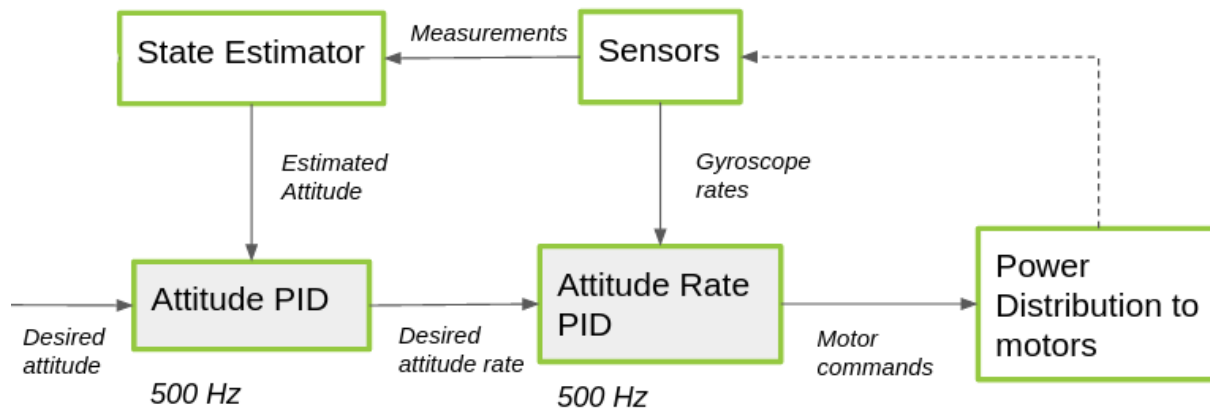 State Estimator
Measurements
Sensors
Estimated
Attitude
Gyroscope
rates
Desired
attitude
Attitude PID
500 Hz
Desired
attitude rate
Attitude Rate
PID
500 Hz
Motor
commands
Power
Distribution to
motors